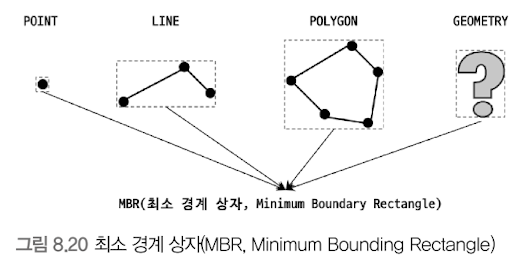 POINT LINE POLYGON GEOMETRY
?
MBR(최소 경계 상자, Minimum Boundary Rectangle)
그림 8.20 최소 경계 상자(MBR, Minimum Bounding Rectangle)